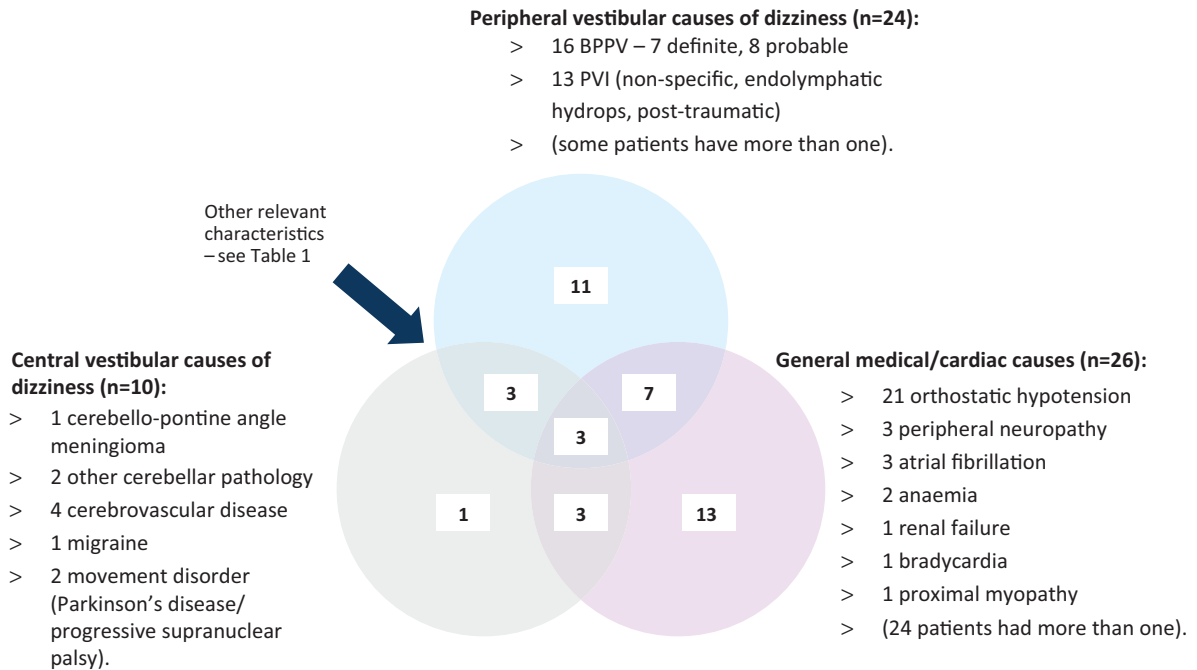 Peripheral vestibular causes of dizziness (n=24):
> 16 BPPV – 7 definite, 8 probable
> 13 PVI (non-specific, endolymphatic
hydrops, post-traumatic)
> (some patients have more than one).
Other relevant
characteristics
– see Table 1
11
Central vestibular causes of
dizziness (n=10):
> 1 cerebello-pontine angle
meningioma
> 2 other cerebellar pathology
> 4 cerebrovascular disease
> 1 migraine
> 2 movement disorder
(Parkinson's disease/
progressive supranuclear
palsy).
3
7
3
1
3
13
General medical/cardiac causes (n=26):
> 21 orthostatic hypotension
> 3 peripheral neuropathy
> 3 atrial fibrillation
> 2 anaemia
> 1 renal failure
> 1 bradycardia
> 1 proximal myopathy
> (24 patients had more than one).